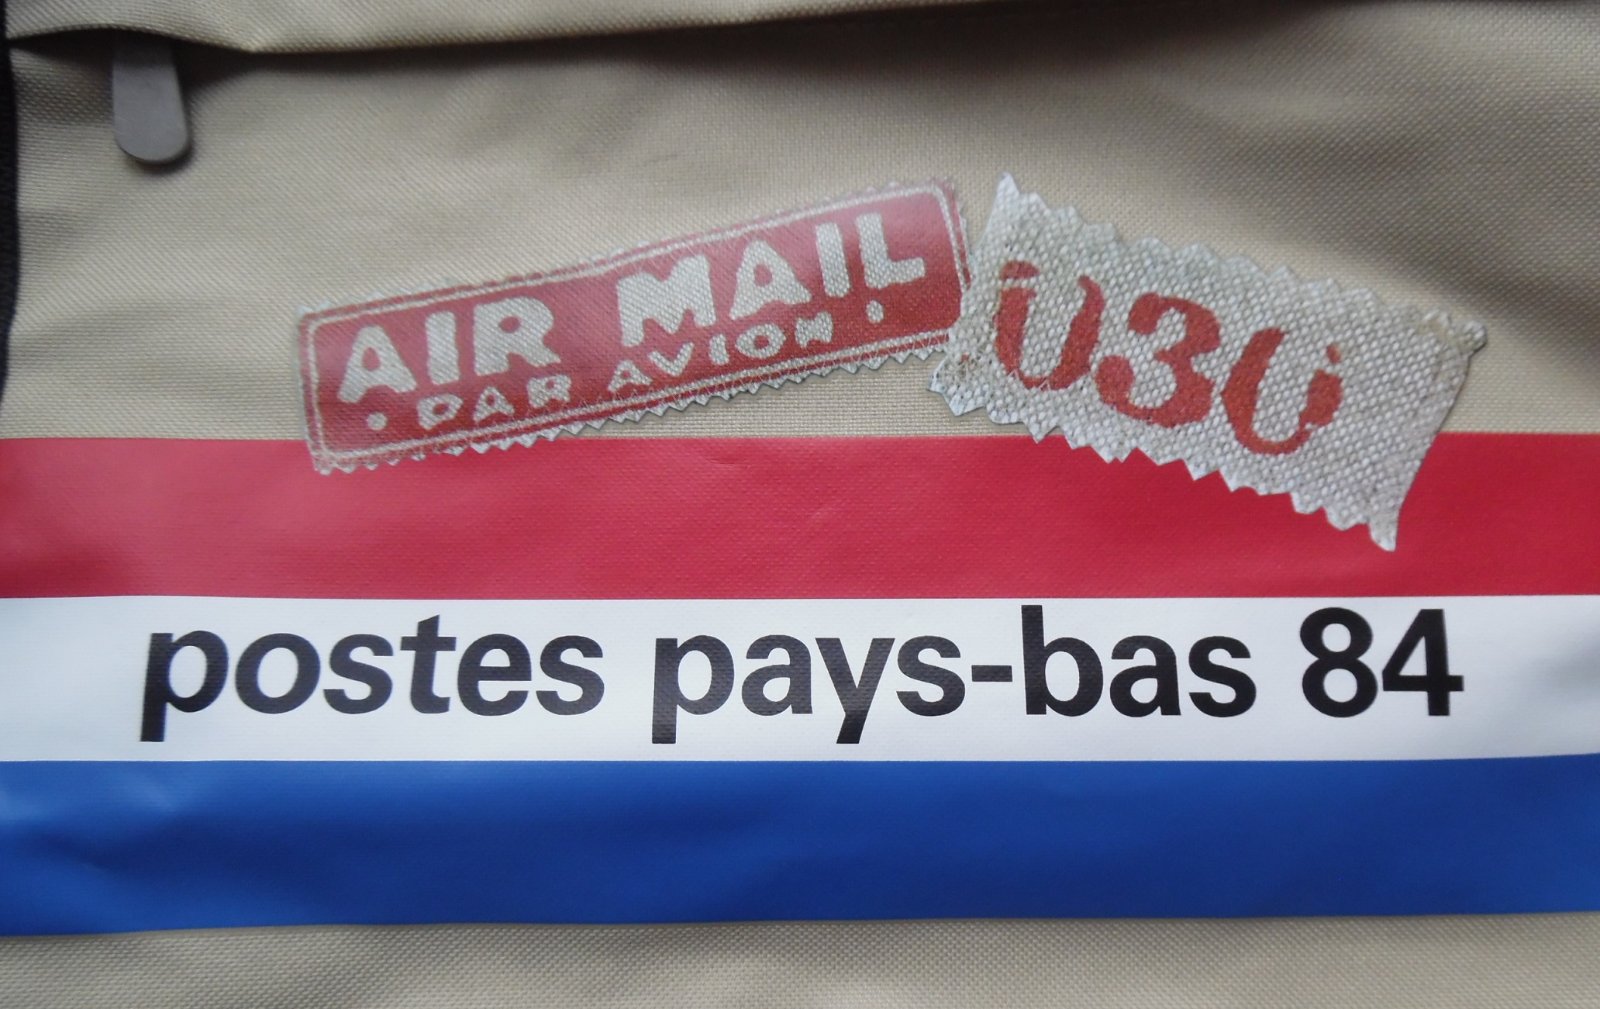 AIR MAIL
• PAR AVION •
030
postes pays-bas 84